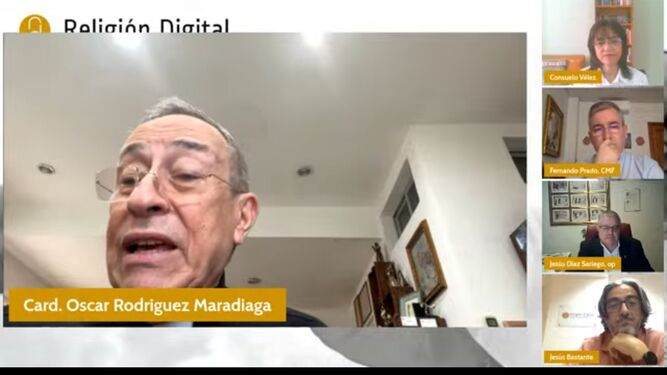 Religión Digital
Card. Oscar Rodriguez Maradiaga
Consuelo Vélez.
Fernando Prado, CMF
Jesús Díaz Sariego, op
Jesús Bastante